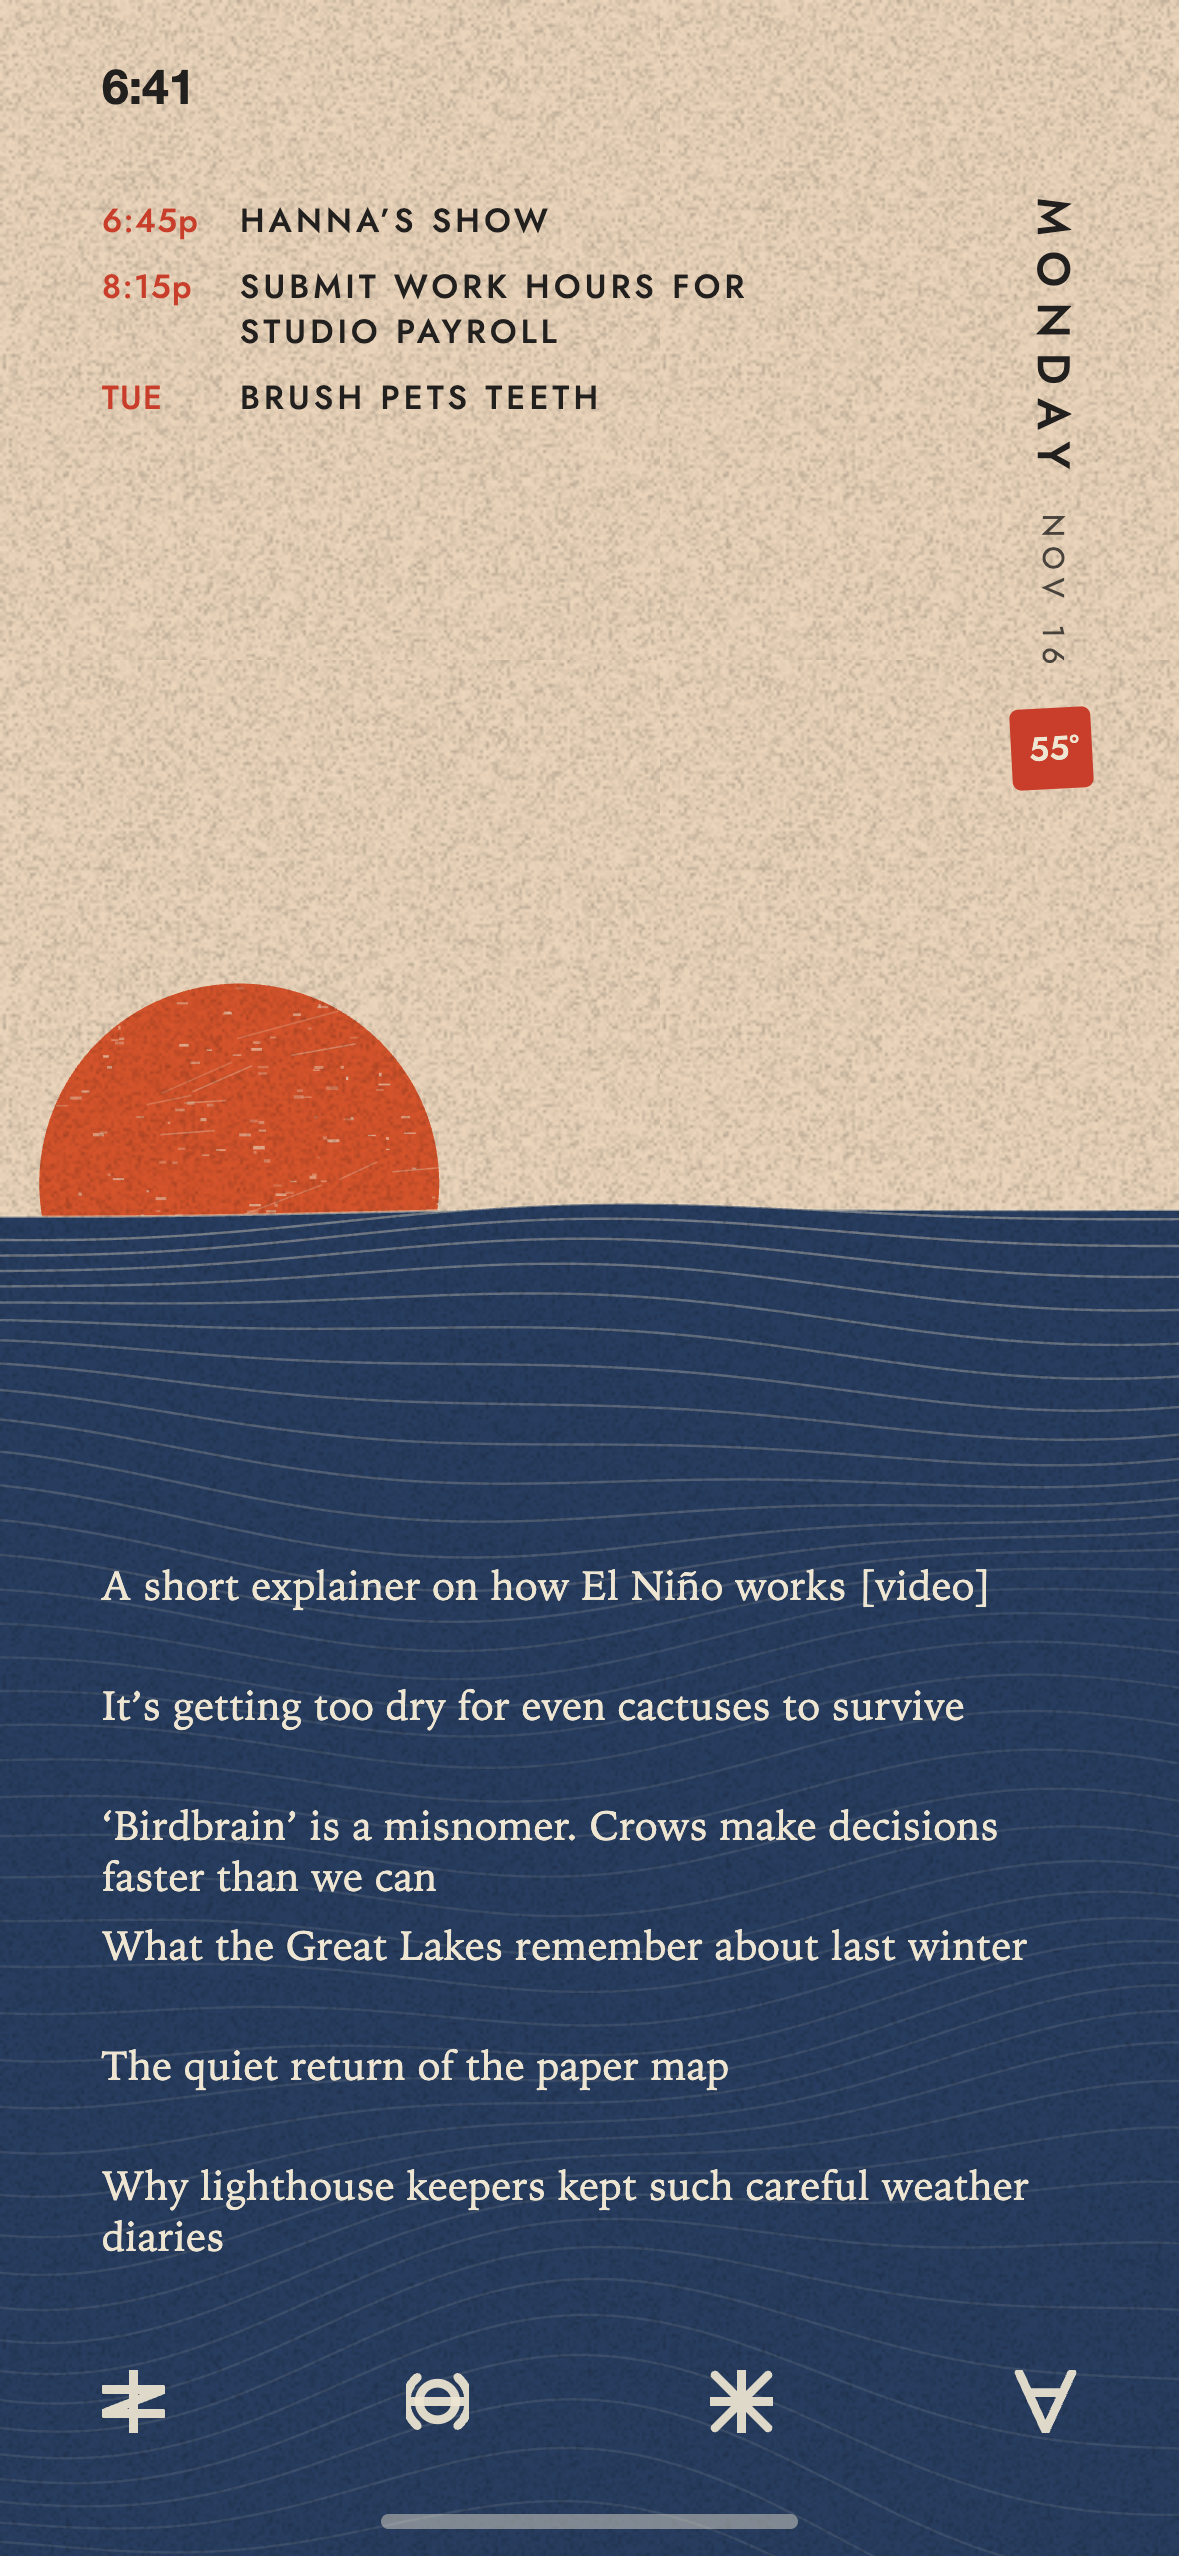 6:41
6:45p HANNA’S SHOW
8:15p SUBMIT WORK HOURS FOR
STUDIO PAYROLL
TUE BRUSH PETS TEETH
MONDAY NOV 16
55°
A short explainer on how El Niño works [video]
It’s getting too dry for even cactuses to survive
‘Birdbrain’ is a misnomer. Crows make decisions
faster than we can
What the Great Lakes remember about last winter
The quiet return of the paper map
Why lighthouse keepers kept such careful weather
diaries